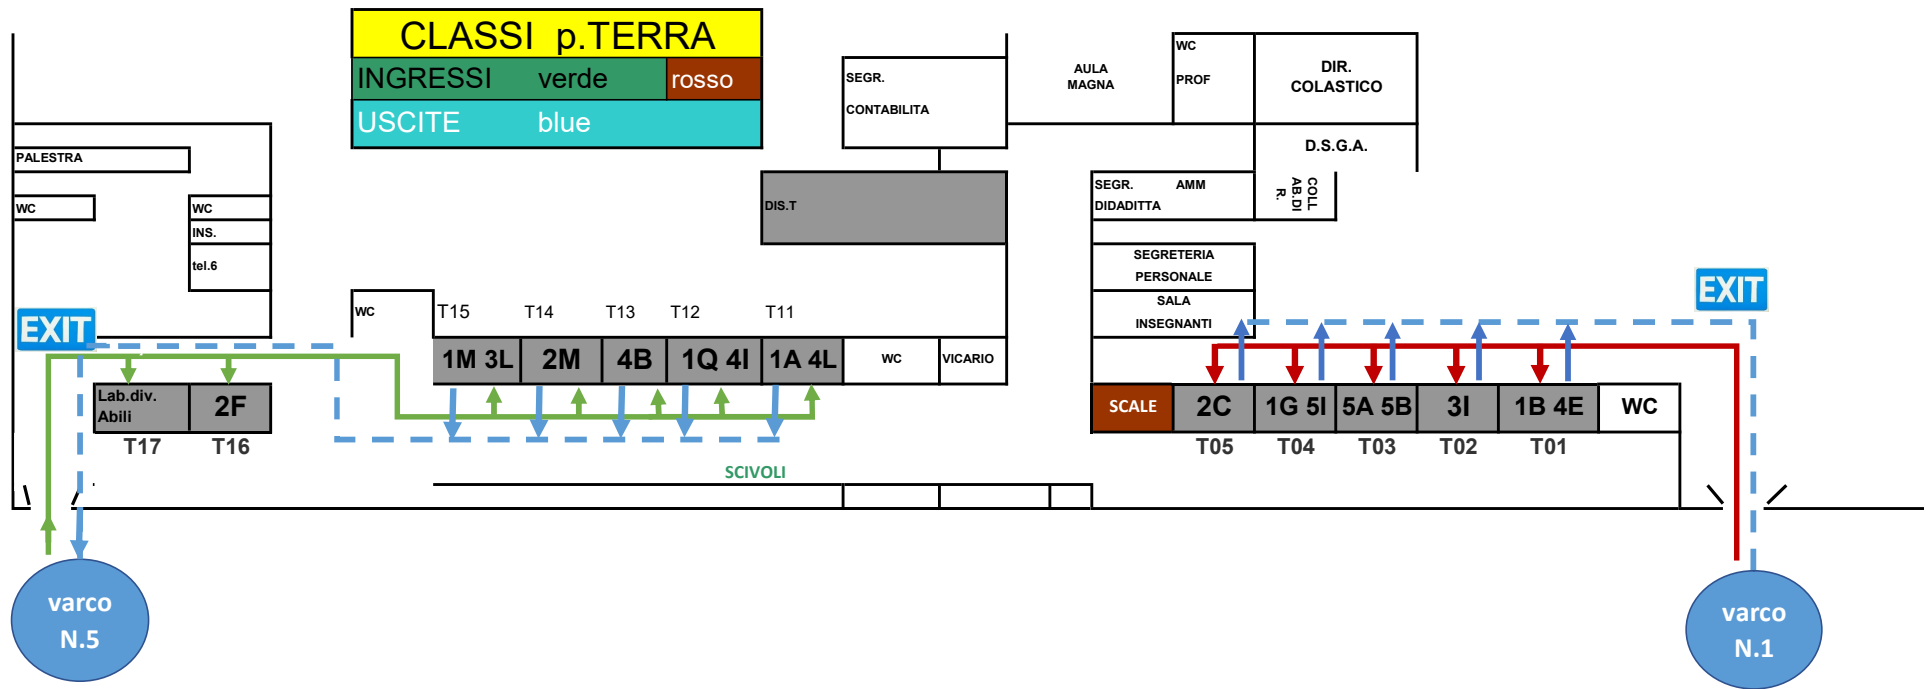 CLASSI p.TERRA
INGRESSI verde rosso
USCITE blue
SEGR.
CONTABILITA
AULA
MAGNA
WC
PROF
DIR.
COLASTICO
D.S.G.A.
PALESTRA
WC
WC
INS.
tel.6
DIS.T
SEGR. AMM
DIDADITTA
COLL
AB.DI
R.
SEGRETERIA
PERSONALE
SALA
INSEGNANTI
EXIT
EXIT
WC
T15 T14 T13 T12 T11
1M 3L 2M 4B 1Q 4I 1A 4L WC VICARIO
Lab.div.
Abili
2F
T17 T16
SCALE 2C 1G 5I 5A 5B 3I 1B 4E WC
T05 T04 T03 T02 T01
SCIVOLI
varco
N.5
varco
N.1